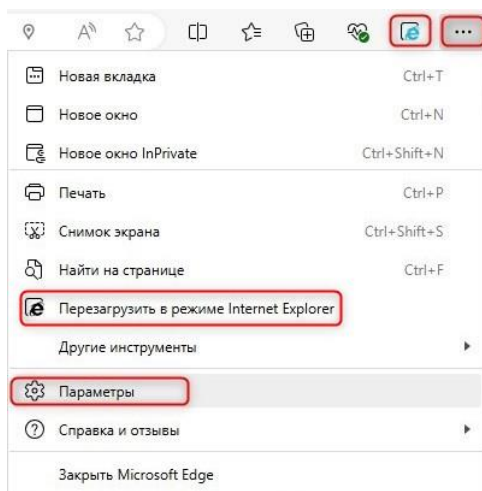 Новая вкладка Ctrl+T
Новое окно Ctrl+N
Новое окно InPrivate Ctrl+Shift+N
Печать Ctrl+P
Снимок экрана Ctrl+Shift+S
Найти на странице Ctrl+F
Перезагрузить в режиме Internet Explorer
Другие инструменты
Параметры
Справка и отзывы
Закрыть Microsoft Edge